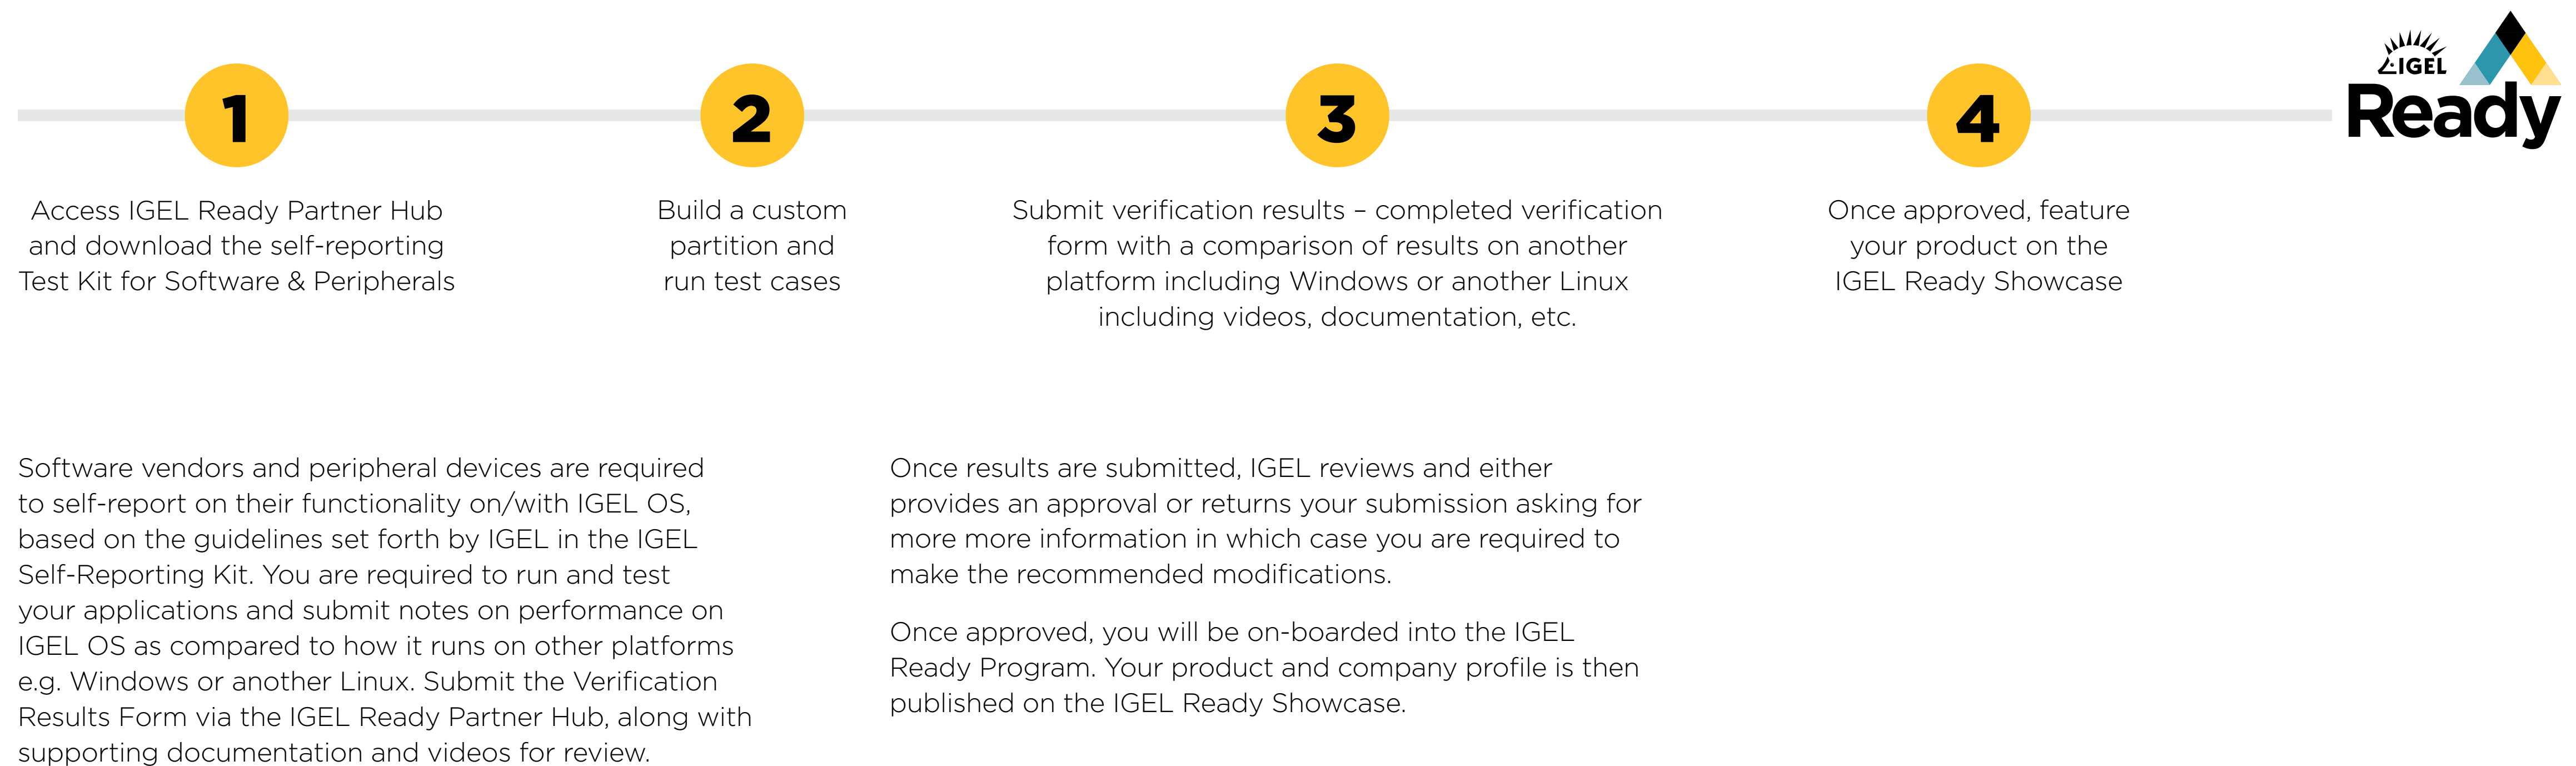 1
Access IGEL Ready Partner Hub
and download the self-reporting
Test Kit for Software & Peripherals
2
Build a custom
partition and
run test cases
3
Submit verification results – completed verification
form with a comparison of results on another
platform including Windows or another Linux
including videos, documentation, etc.
4
Once approved, feature
your product on the
IGEL Ready Showcase
IGEL
Ready
Software vendors and peripheral devices are required
to self-report on their functionality on/with IGEL OS,
based on the guidelines set forth by IGEL in the IGEL
Self-Reporting Kit. You are required to run and test
your applications and submit notes on performance on
IGEL OS as compared to how it runs on other platforms
e.g. Windows or another Linux. Submit the Verification
Results Form via the IGEL Ready Partner Hub, along with
supporting documentation and videos for review.
Once results are submitted, IGEL reviews and either
provides an approval or returns your submission asking for
more more information in which case you are required to
make the recommended modifications.
Once approved, you will be on-boarded into the IGEL
Ready Program. Your product and company profile is then
published on the IGEL Ready Showcase.